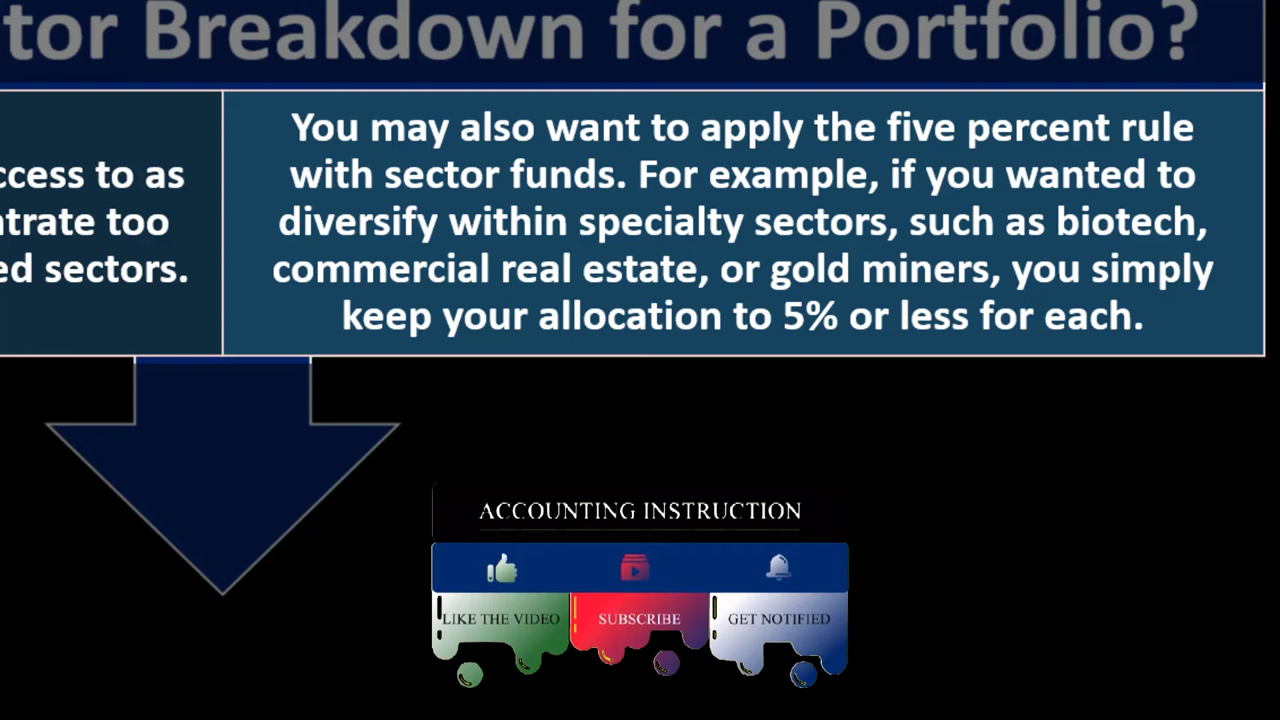 tor Breakdown for a Portfolio?
ccess to as
ntrate too
ed sectors.
You may also want to apply the five percent rule
with sector funds. For example, if you wanted to
diversify within specialty sectors, such as biotech,
commercial real estate, or gold miners, you simply
keep your allocation to 5% or less for each.
ACCOUNTING INSTRUCTION
LIKE THE VIDEO
SUBSCRIBE
GET NOTIFIED